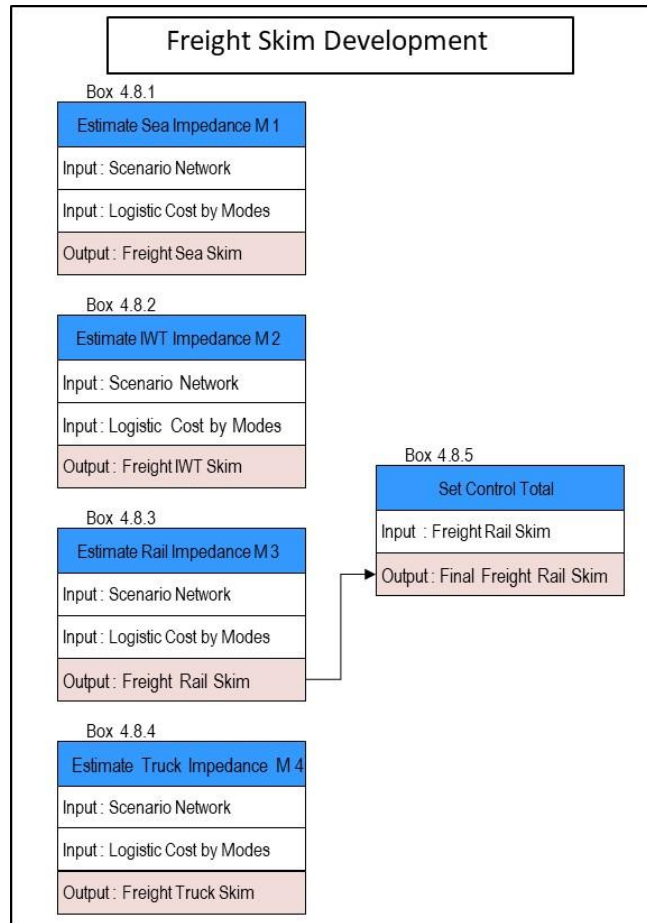 Freight Skim Development
Box 4.8.1
Estimate Sea Impedance M 1
Input : Scenario Network
Input : Logistic Cost by Modes
Output : Freight Sea Skim
Box 4.8.2
Estimate IWT Impedance M 2
Input : Scenario Network
Input : Logistic Cost by Modes
Output : Freight IWT Skim
Box 4.8.3
Estimate Rail Impedance M 3
Input : Scenario Network
Input : Logistic Cost by Modes
Output : Freight Rail Skim
Box 4.8.5
Set Control Total
Input : Freight Rail Skim
Output : Final Freight Rail Skim
Box 4.8.4
Estimate Truck Impedance M 4
Input : Scenario Network
Input : Logistic Cost by Modes
Output : Freight Truck Skim